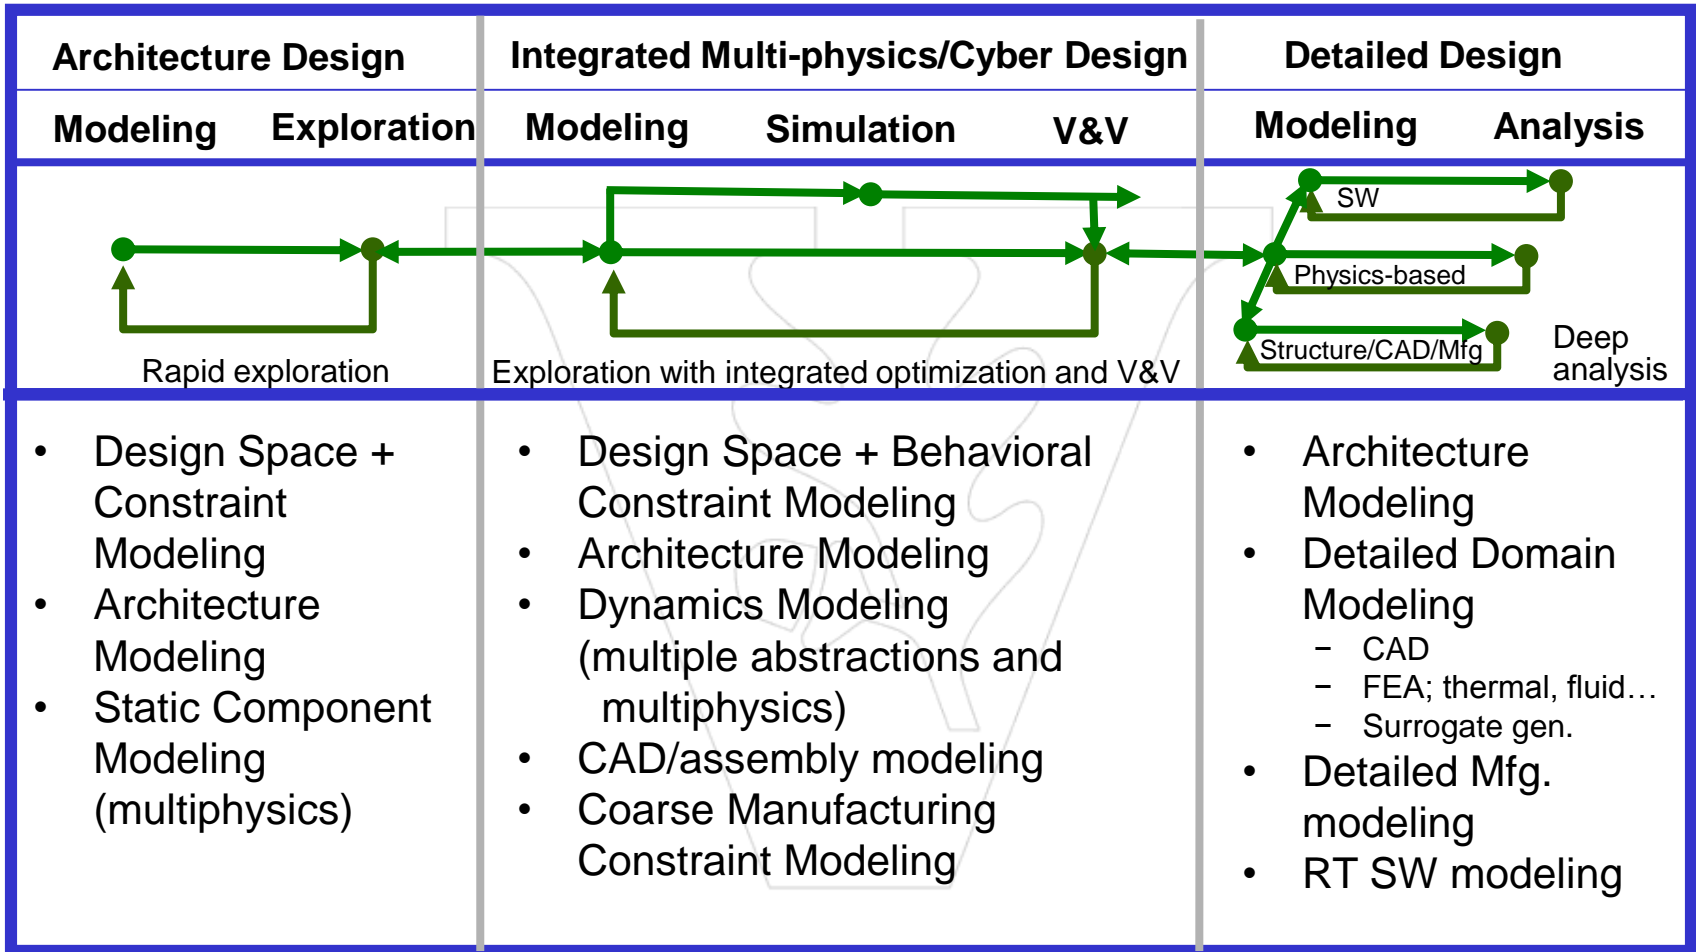 Architecture Design
Integrated Multi-physics/Cyber Design
Detailed Design
Modeling Exploration
Modeling Simulation V&V
Modeling Analysis
SW
Physics-based
Structure/CAD/Mfg
Deep
analysis
Rapid exploration
Exploration with integrated optimization and V&V
• Design Space +
Constraint
Modeling
• Architecture
Modeling
• Static Component
Modeling
(multiphysics)
• Design Space + Behavioral
Constraint Modeling
• Architecture Modeling
• Dynamics Modeling
(multiple abstractions and
multiphysics)
• CAD/assembly modeling
• Coarse Manufacturing
Constraint Modeling
• Architecture
Modeling
• Detailed Domain
Modeling
− CAD
− FEA; thermal, fluid…
− Surrogate gen.
• Detailed Mfg.
modeling
• RT SW modeling